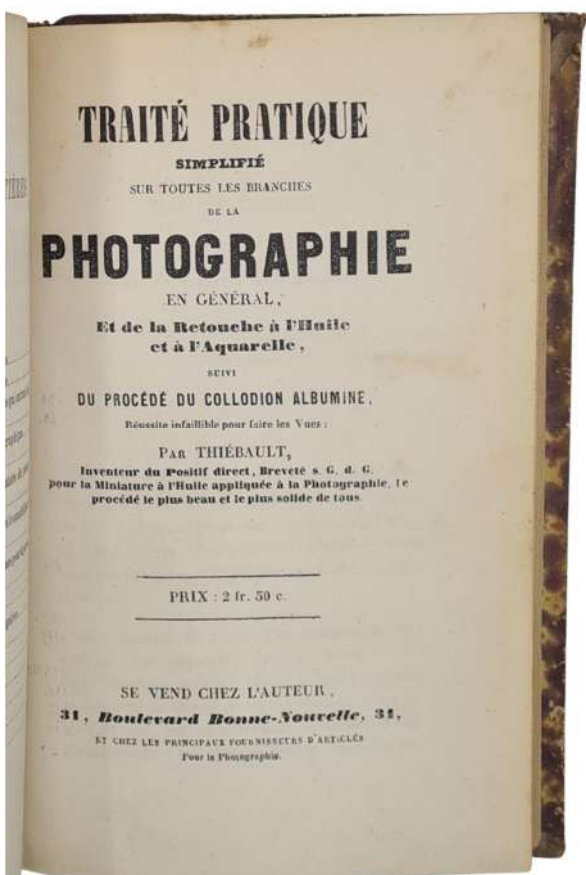 TRAITÉ PRATIQUE
SIMPLIFIÉ
SUR TOUTES LES BRANCHES
DE LA
PHOTOGRAPHIE
EN GÉNÉRAL,
Et de la Retouche à l'Huile
et à l'Aquarelle,
SUIVI
DU PROCÉDÉ DU COLLODION ALBUMINE,
Réussite infaillible pour faire les Vues;
PAR THIÉBAULT,
Inventeur du Positif direct, Breveté s. G. d. G.
pour la Miniature à l'Huile appliquée à la Photographie, le
procédé le plus beau et le plus solide de tous.
PRIX : 2 fr. 50 c.
SE VEND CHEZ L'AUTEUR,
31, Boulevard Bonne-Nouvelle, 31,
ET CHEZ LES PRINCIPAUX FOURNISSEURS D'ARTICLES
Pour la Photographie.